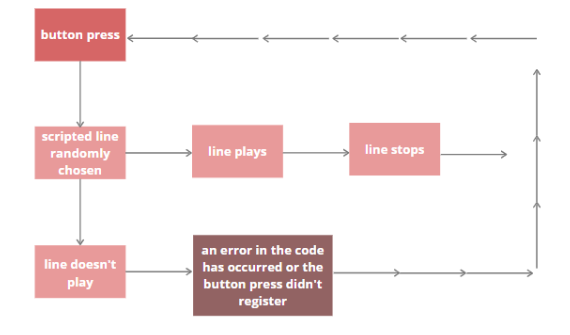 button press
scripted line
randomly
chosen
line plays
line stops
line doesn't
play
an error in the code
has occurred or the
button press didn't
register